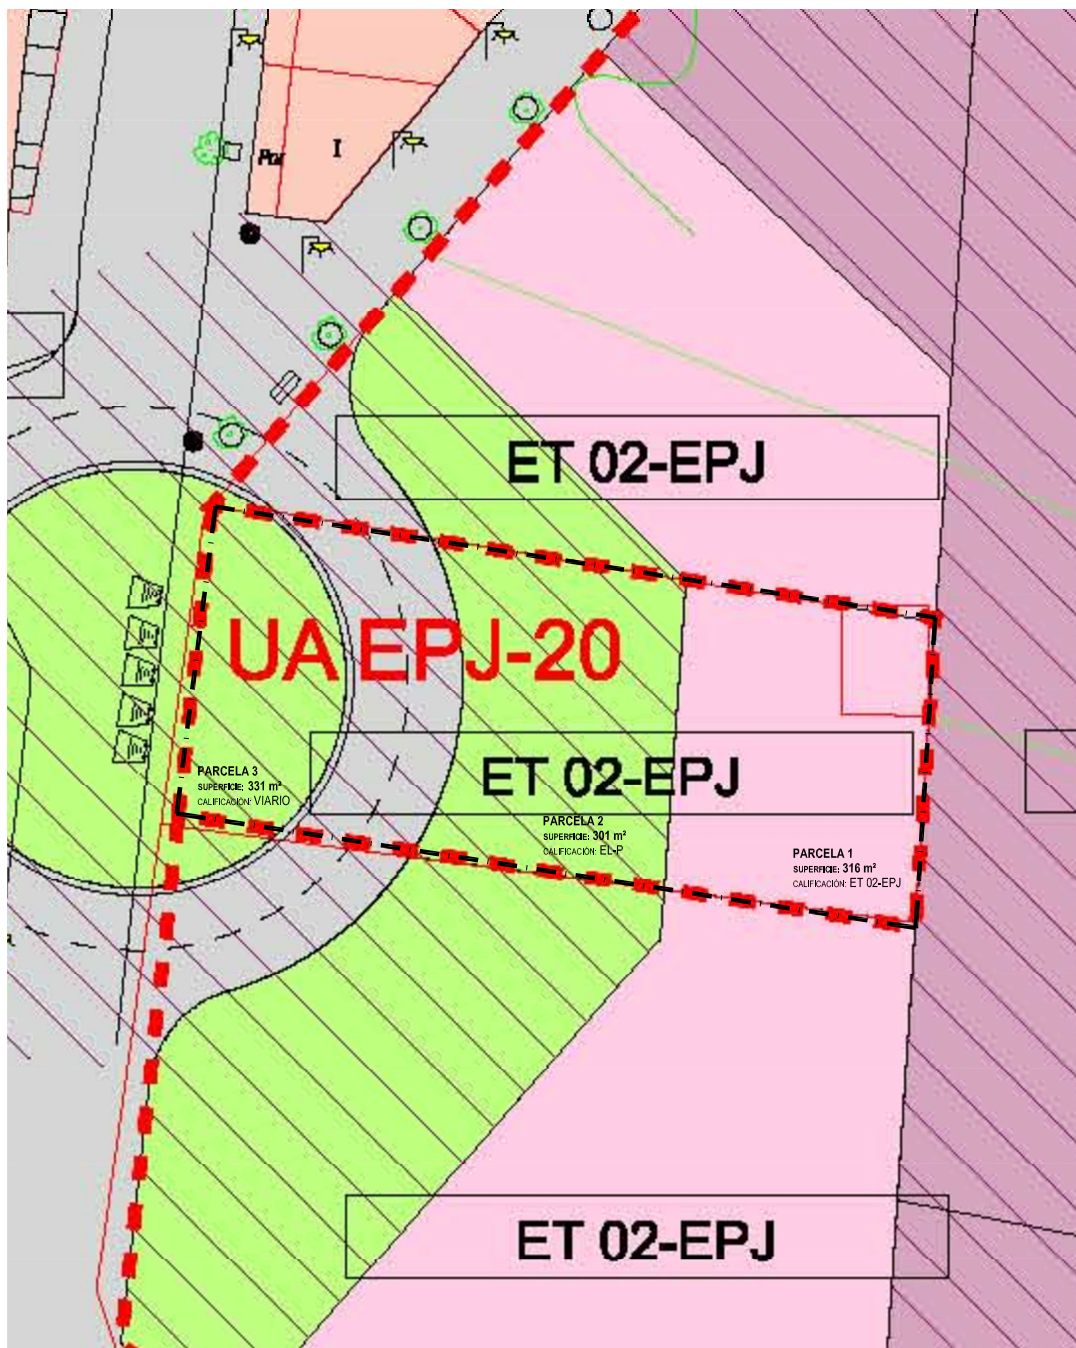 Por
I
ET 02-EPJ
UA EPJ-20
ET 02-EPJ
PARCELA 3
SUPERFICIE: 331 m²
CALIFICACIÓN: VIARIO
PARCELA 2
SUPERFICIE: 301 m²
CALIFICACIÓN: EL-P
PARCELA 1
SUPERFICIE: 316 m²
CALIFICACIÓN: ET 02-EPJ
ET 02-EPJ